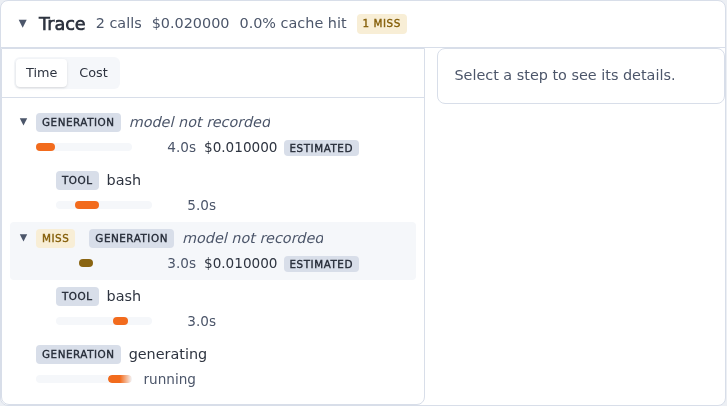 ▼ Trace 2 calls $0.020000 0.0% cache hit 1 MISS
Time Cost
Select a step to see its details.
▼ GENERATION model not recorded
4.0s $0.010000 ESTIMATED
TOOL bash
5.0s
▼ MISS GENERATION model not recorded
3.0s $0.010000 ESTIMATED
TOOL bash
3.0s
GENERATION generating
running